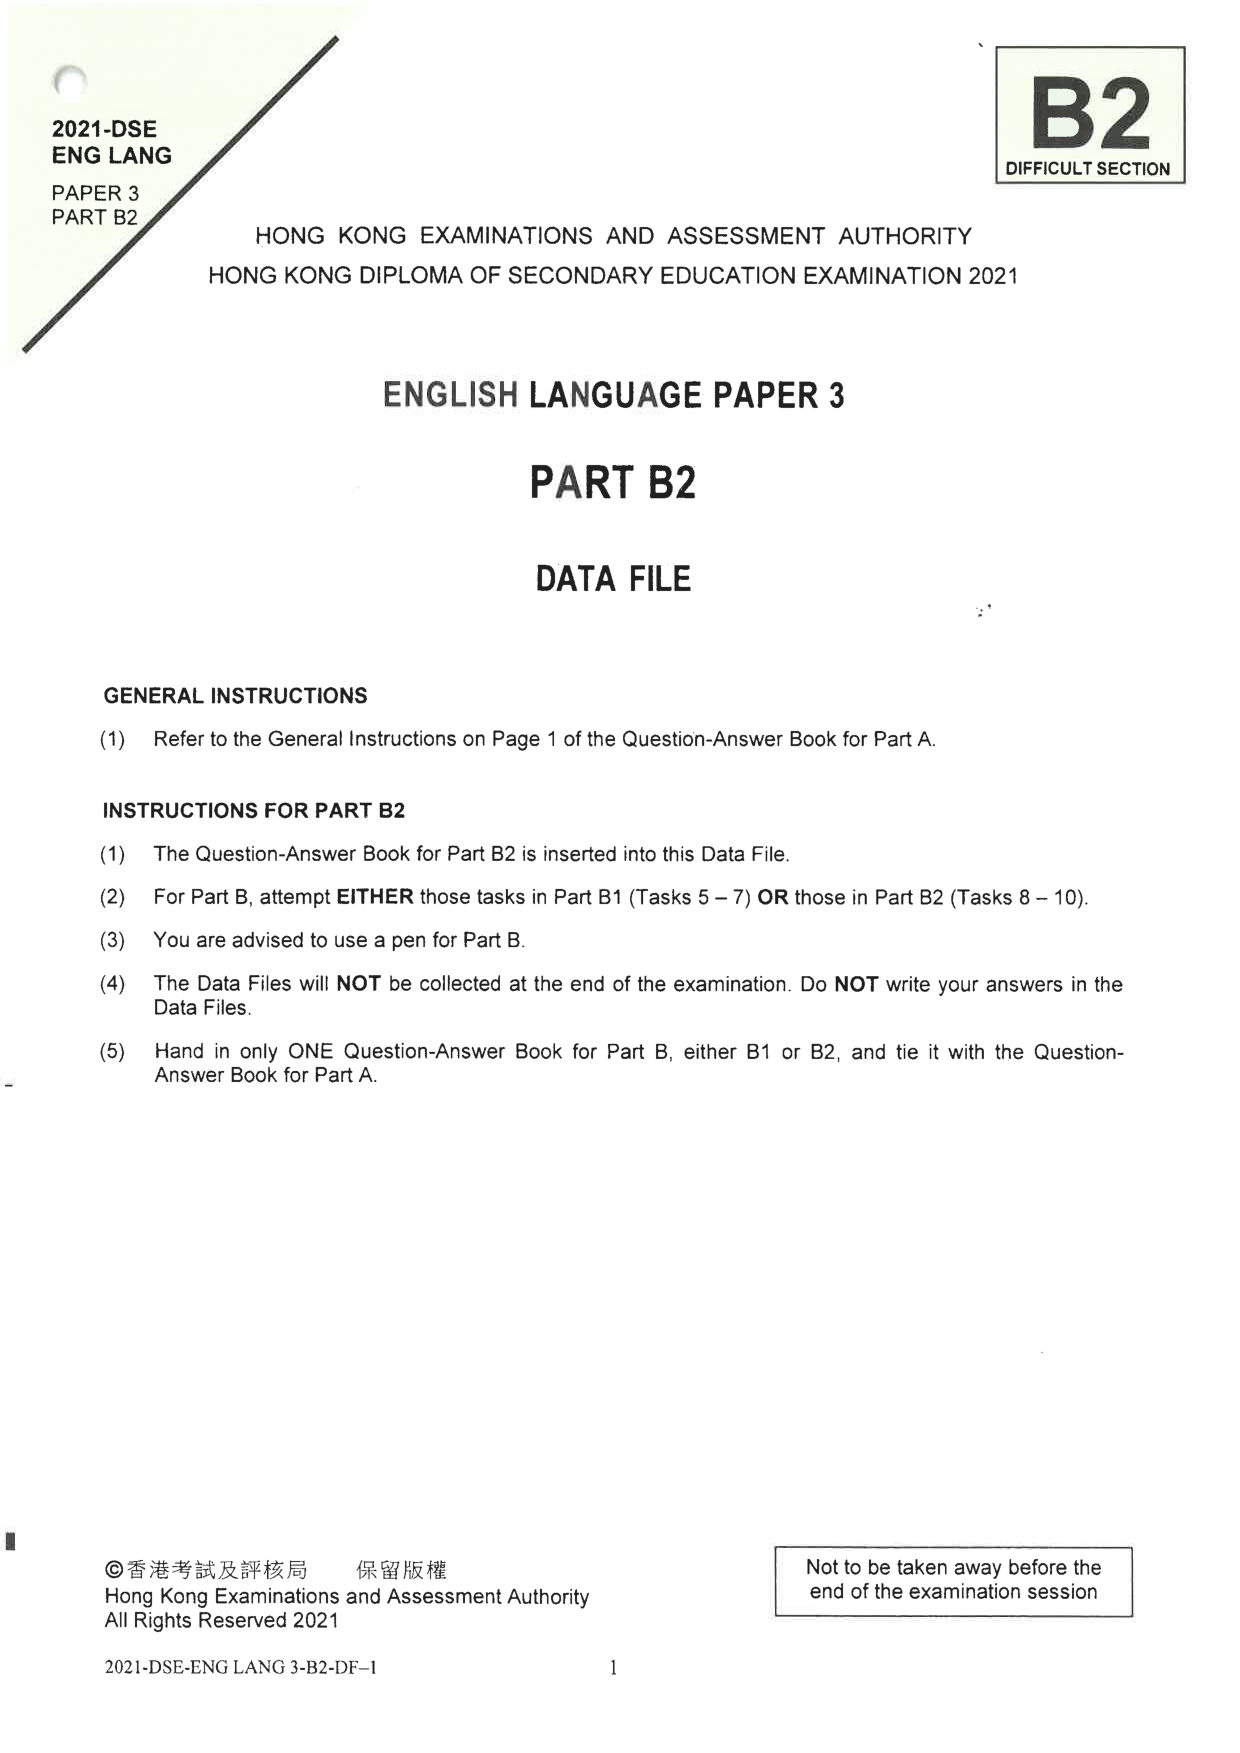 2021-DSE
ENG LANG
PAPER 3
PART B2
B2
DIFFICULT SECTION
HONG KONG EXAMINATIONS AND ASSESSMENT AUTHORITY
HONG KONG DIPLOMA OF SECONDARY EDUCATION EXAMINATION 2021
ENGLISH LANGUAGE PAPER 3
PART B2
DATA FILE
GENERAL INSTRUCTIONS
(1) Refer to the General Instructions on Page 1 of the Question-Answer Book for Part A.
INSTRUCTIONS FOR PART B2
(1) The Question-Answer Book for Part B2 is inserted into this Data File.
(2) For Part B, attempt EITHER those tasks in Part B1 (Tasks 5 – 7) OR those in Part B2 (Tasks 8 – 10).
(3) You are advised to use a pen for Part B.
(4) The Data Files will NOT be collected at the end of the examination. Do NOT write your answers in the
Data Files.
(5) Hand in only ONE Question-Answer Book for Part B, either B1 or B2, and tie it with the Question-
Answer Book for Part A.
©香港考試及評核局 保留版權
Hong Kong Examinations and Assessment Authority
All Rights Reserved 2021
Not to be taken away before the
end of the examination session
2021-DSE-ENG LANG 3-B2-DF–1
1